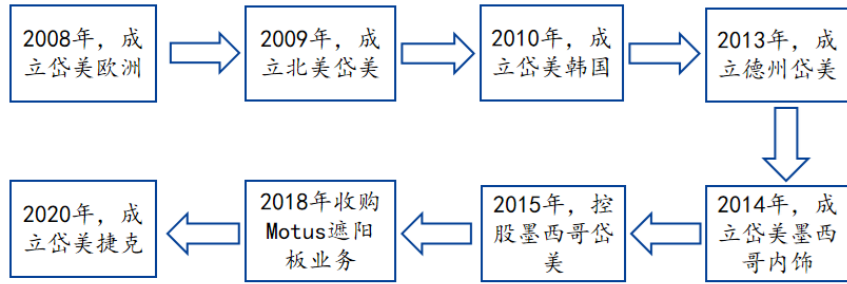 2008年，成
立岱美欧洲
2009年，成
立北美岱美
2010年，成
立岱美韩国
2013年，成
立德州岱美
2014年，成
立岱美墨西
哥内饰
2015年，控
股墨西哥岱
美
2018年收购
Motus遮阳
板业务
2020年，成
立岱美捷克